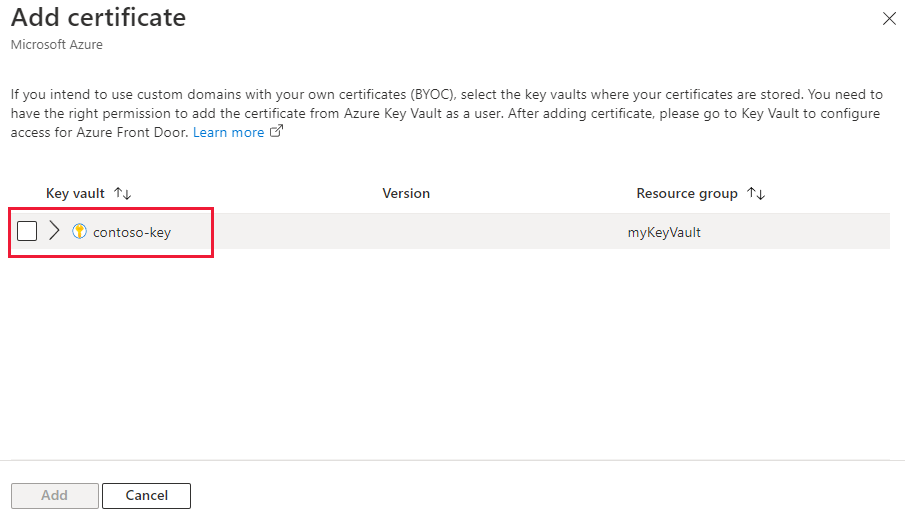 Add certificate
Microsoft Azure
If you intend to use custom domains with your own certificates (BYOC), select the key vaults where your certificates are stored. You need to
have the right permission to add the certificate from Azure Key Vault as a user. After adding certificate, please go to Key Vault to configure
access for Azure Front Door. Learn more
Key vault Version Resource group
contoso-key myKeyVault
Add Cancel